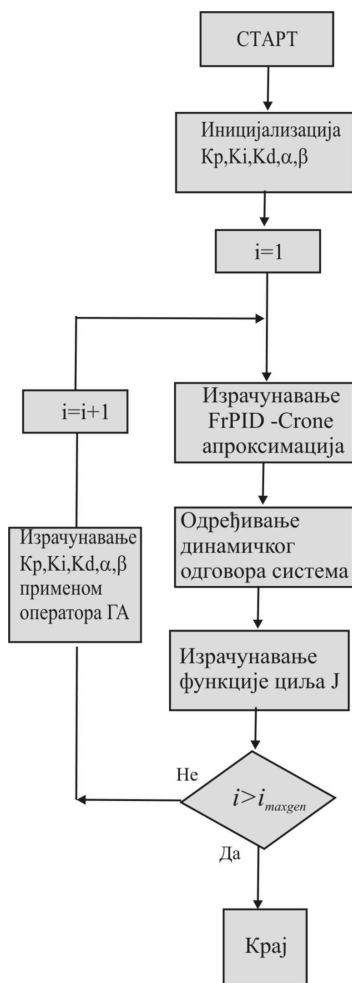 СТАРТ
Иницијализација
Kp,Ki,Kd,α,β
i=1
i=i+1
Израчунавање
FrPID -Crone
апроксимација
Израчунавање
Kp,Ki,Kd,α,β
применом
оператора ГА
Одређивање
динамичког
одговора система
Израчунавање
функције циља Ј
Не
i>i_maxgen
Да
Крај